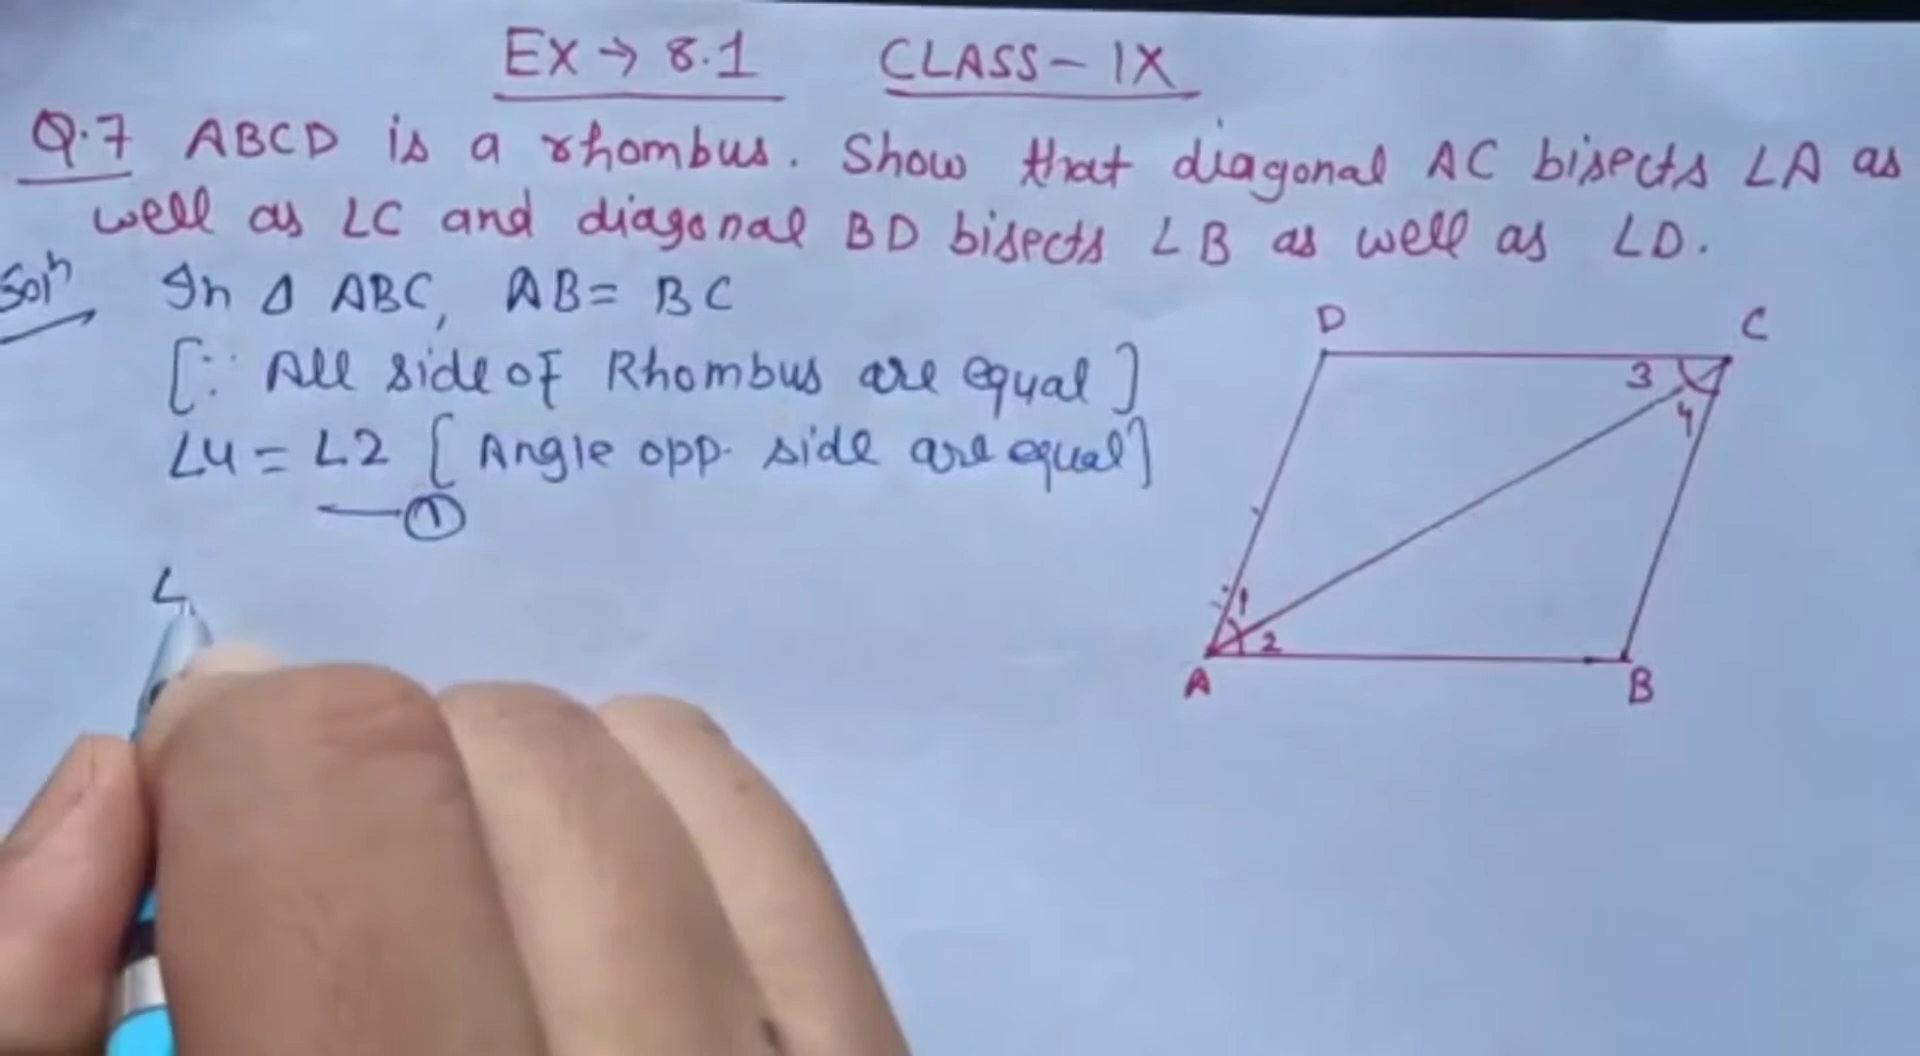 EX → 8.1 CLASS – IX
Q.7 ABCD is a rhombus. Show that diagonal AC bisects ∠A as
well as ∠C and diagonal BD bisects ∠B as well as ∠D.
Solⁿ In Δ ABC, AB = BC
[∵ All side of Rhombus are equal]
∠4 = ∠2 [Angle opp. side are equal]
— ①
∠
D C
3
4
1
2
A B